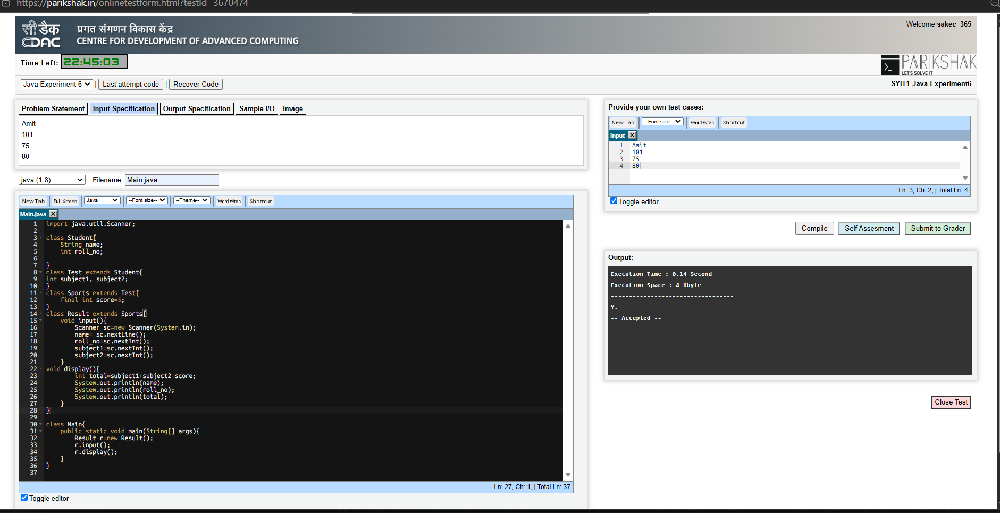 https://parikshak.in/onlinetestform.html?testId=3670474
सी डैक
CDAC
प्रगत संगणन विकास केंद्र
CENTRE FOR DEVELOPMENT OF ADVANCED COMPUTING
Welcome sakec_365
Time Left: 22:45:03
PARIKSHAK
LET'S SOLVE IT
Java Experiment 6 | Last attempt code | Recover Code
SYIT1-Java-Experiment6
Problem Statement Input Specification Output Specification Sample I/O Image
Amit
101
75
80
java (1.8) Filename: Main.java
New Tab Full Screen Java --Font size-- --Theme-- Word Wrap Shortcut
Main.java X
1 import java.util.Scanner;
2
3 class Student{
4 String name;
5 int roll_no;
6
7 }
8 class Test extends Student{
9 int subject1, subject2;
10 }
11 class Sports extends Test{
12 final int score=5;
13 }
14 class Result extends Sports{
15 void input(){
16 Scanner sc=new Scanner(System.in);
17 name= sc.nextLine();
18 roll_no=sc.nextInt();
19 subject1=sc.nextInt();
20 subject2=sc.nextInt();
21 }
22 void display(){
23 int total=subject1+subject2+score;
24 System.out.println(name);
25 System.out.println(roll_no);
26 System.out.println(total);
27 }
28 }
29
30 class Main{
31 public static void main(String[] args){
32 Result r=new Result();
33 r.input();
34 r.display();
35 }
36 }
37
Ln: 27, Ch: 1, | Total Ln: 37
Toggle editor
Provide your own test cases:
New Tab --Font size-- Word Wrap Shortcut
Input X
1 Amit
2 101
3 75
4 80
Ln: 3, Ch: 2, | Total Ln: 4
Toggle editor
Compile Self Assesment Submit to Grader
Output:
Execution Time : 0.14 Second
Execution Space : 4 Kbyte
----------------------------------
Y.
-- Accepted --
Close Test